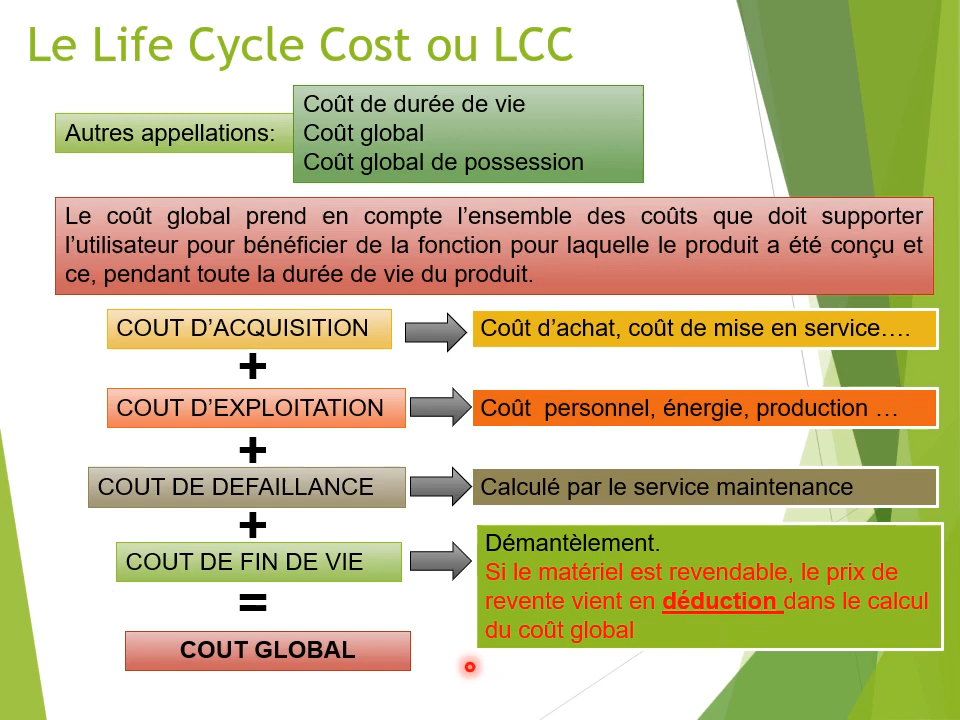 Le Life Cycle Cost ou LCC
Autres appellations:
Coût de durée de vie
Coût global
Coût global de possession
Le coût global prend en compte l’ensemble des coûts que doit supporter
l’utilisateur pour bénéficier de la fonction pour laquelle le produit a été conçu et
ce, pendant toute la durée de vie du produit.
COUT D’ACQUISITION
Coût d’achat, coût de mise en service….
+
COUT D’EXPLOITATION
Coût  personnel, énergie, production …
+
COUT DE DEFAILLANCE
Calculé par le service maintenance
+
COUT DE FIN DE VIE
Démantèlement.
Si le matériel est revendable, le prix de
revente vient en déduction dans le calcul
du coût global
=
COUT GLOBAL